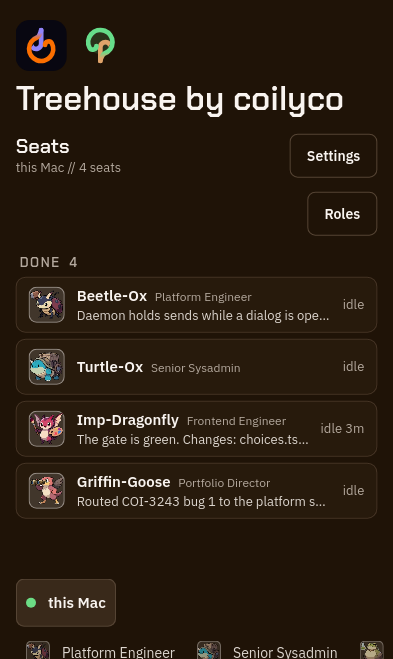 Treehouse by coilyco
Seats
this Mac // 4 seats
Settings
Roles
DONE 4
Beetle-Ox Platform Engineer
Daemon holds sends while a dialog is ope...
idle
Turtle-Ox Senior Sysadmin
idle
Imp-Dragonfly Frontend Engineer
The gate is green. Changes: choices.ts...
idle 3m
Griffin-Goose Portfolio Director
Routed COI-3243 bug 1 to the platform s...
idle
this Mac
Platform Engineer Senior Sysadmin